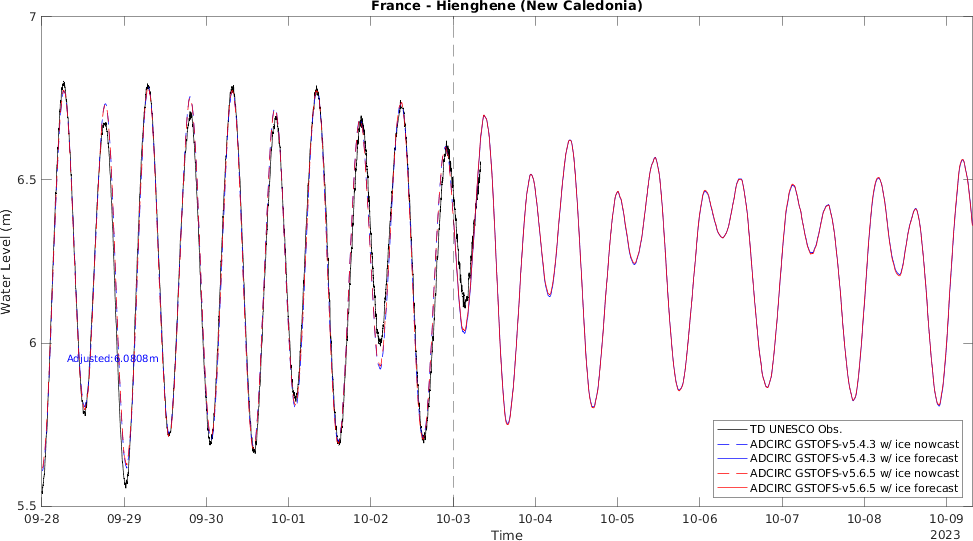 France - Hienghene (New Caledonia)
7
6.5
6
5.5
Water Level (m)
Adjusted:6.0808m
TD UNESCO Obs.
ADCIRC GSTOFS-v5.4.3 w/ ice nowcast
ADCIRC GSTOFS-v5.4.3 w/ ice forecast
ADCIRC GSTOFS-v5.6.5 w/ ice nowcast
ADCIRC GSTOFS-v5.6.5 w/ ice forecast
09-28 09-29 09-30 10-01 10-02 10-03 10-04 10-05 10-06 10-07 10-08 10-09
2023
Time